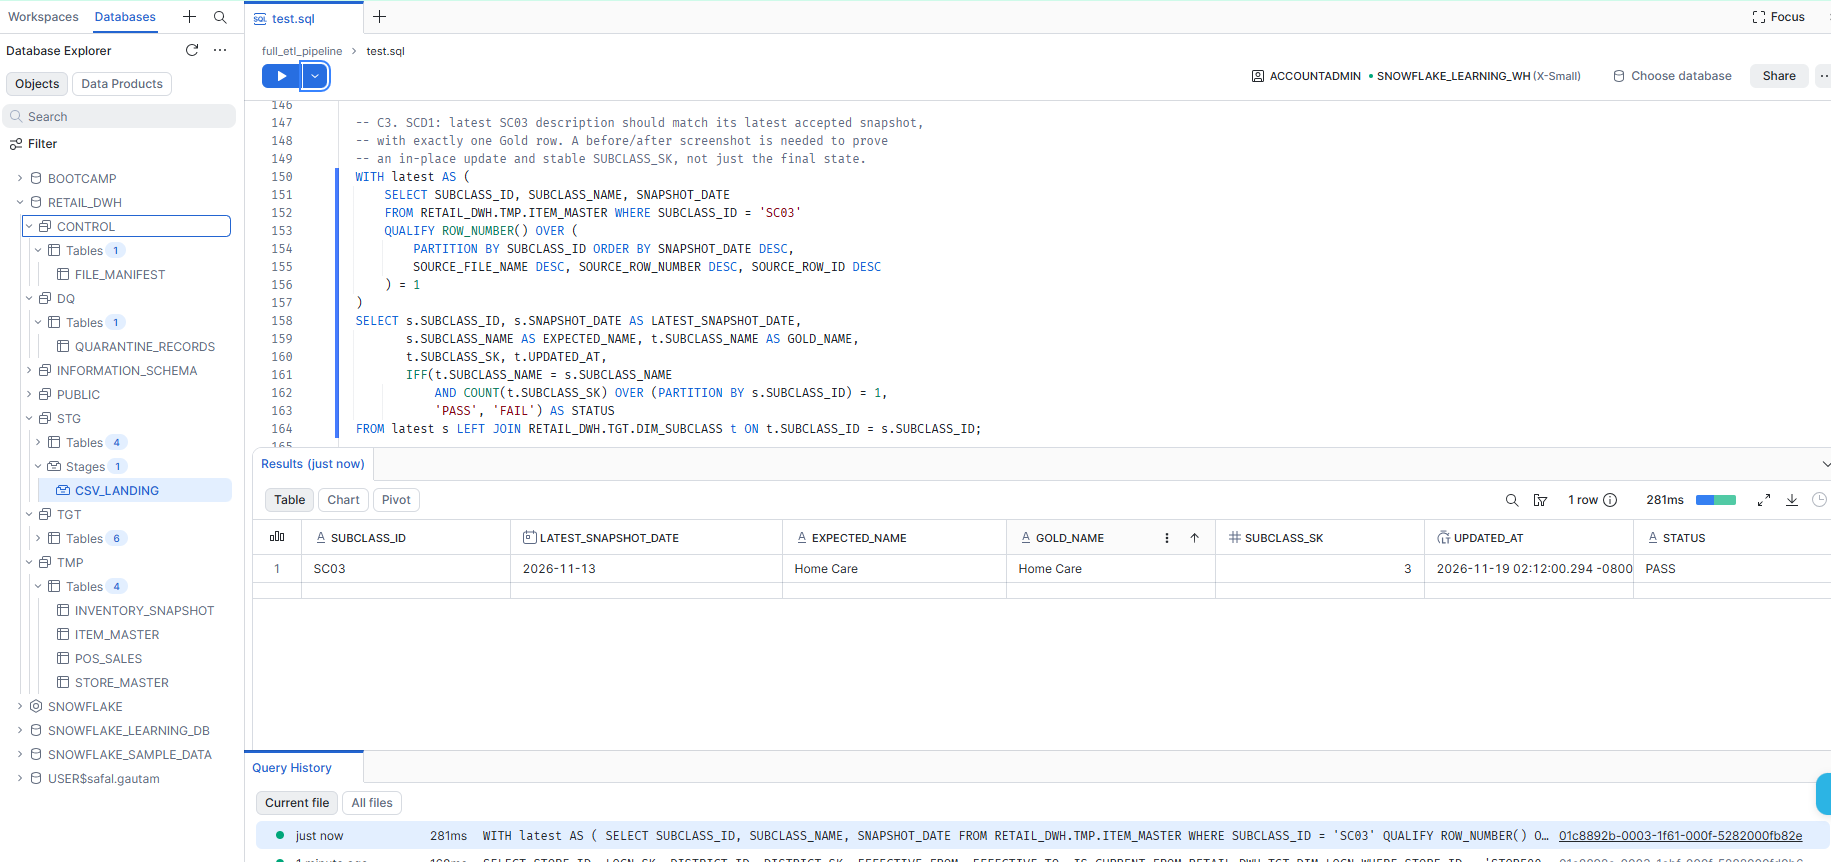 Workspaces Databases
test.sql
Focus
Database Explorer
full_etl_pipeline > test.sql
Objects Data Products
ACCOUNTADMIN • SNOWFLAKE_LEARNING_WH (X-Small) Choose database Share
Search
Filter
BOOTCAMP
RETAIL_DWH
CONTROL
Tables 1
FILE_MANIFEST
DQ
Tables 1
QUARANTINE_RECORDS
INFORMATION_SCHEMA
PUBLIC
STG
Tables 4
Stages 1
CSV_LANDING
TGT
Tables 6
TMP
Tables 4
INVENTORY_SNAPSHOT
ITEM_MASTER
POS_SALES
STORE_MASTER
SNOWFLAKE
SNOWFLAKE_LEARNING_DB
SNOWFLAKE_SAMPLE_DATA
USER$safal.gautam
146
147 -- C3. SCD1: latest SC03 description should match its latest accepted snapshot,
148 -- with exactly one Gold row. A before/after screenshot is needed to prove
149 -- an in-place update and stable SUBCLASS_SK, not just the final state.
150 WITH latest AS (
151 SELECT SUBCLASS_ID, SUBCLASS_NAME, SNAPSHOT_DATE
152 FROM RETAIL_DWH.TMP.ITEM_MASTER WHERE SUBCLASS_ID = 'SC03'
153 QUALIFY ROW_NUMBER() OVER (
154 PARTITION BY SUBCLASS_ID ORDER BY SNAPSHOT_DATE DESC,
155 SOURCE_FILE_NAME DESC, SOURCE_ROW_NUMBER DESC, SOURCE_ROW_ID DESC
156 ) = 1
157 )
158 SELECT s.SUBCLASS_ID, s.SNAPSHOT_DATE AS LATEST_SNAPSHOT_DATE,
159 s.SUBCLASS_NAME AS EXPECTED_NAME, t.SUBCLASS_NAME AS GOLD_NAME,
160 t.SUBCLASS_SK, t.UPDATED_AT,
161 IFF(t.SUBCLASS_NAME = s.SUBCLASS_NAME
162 AND COUNT(t.SUBCLASS_SK) OVER (PARTITION BY s.SUBCLASS_ID) = 1,
163 'PASS', 'FAIL') AS STATUS
164 FROM latest s LEFT JOIN RETAIL_DWH.TGT.DIM_SUBCLASS t ON t.SUBCLASS_ID = s.SUBCLASS_ID;
165
Results (just now)
Table Chart Pivot
1 row 281ms
SUBCLASS_ID LATEST_SNAPSHOT_DATE EXPECTED_NAME GOLD_NAME SUBCLASS_SK UPDATED_AT STATUS
1 SC03 2026-11-13 Home Care Home Care 3 2026-11-19 02:12:00.294 -0800 PASS
Query History
Current file All files
just now 281ms WITH latest AS ( SELECT SUBCLASS_ID, SUBCLASS_NAME, SNAPSHOT_DATE FROM RETAIL_DWH.TMP.ITEM_MASTER WHERE SUBCLASS_ID = 'SC03' QUALIFY ROW_NUMBER() O... 01c8892b-0003-1f61-000f-5282000fb82e